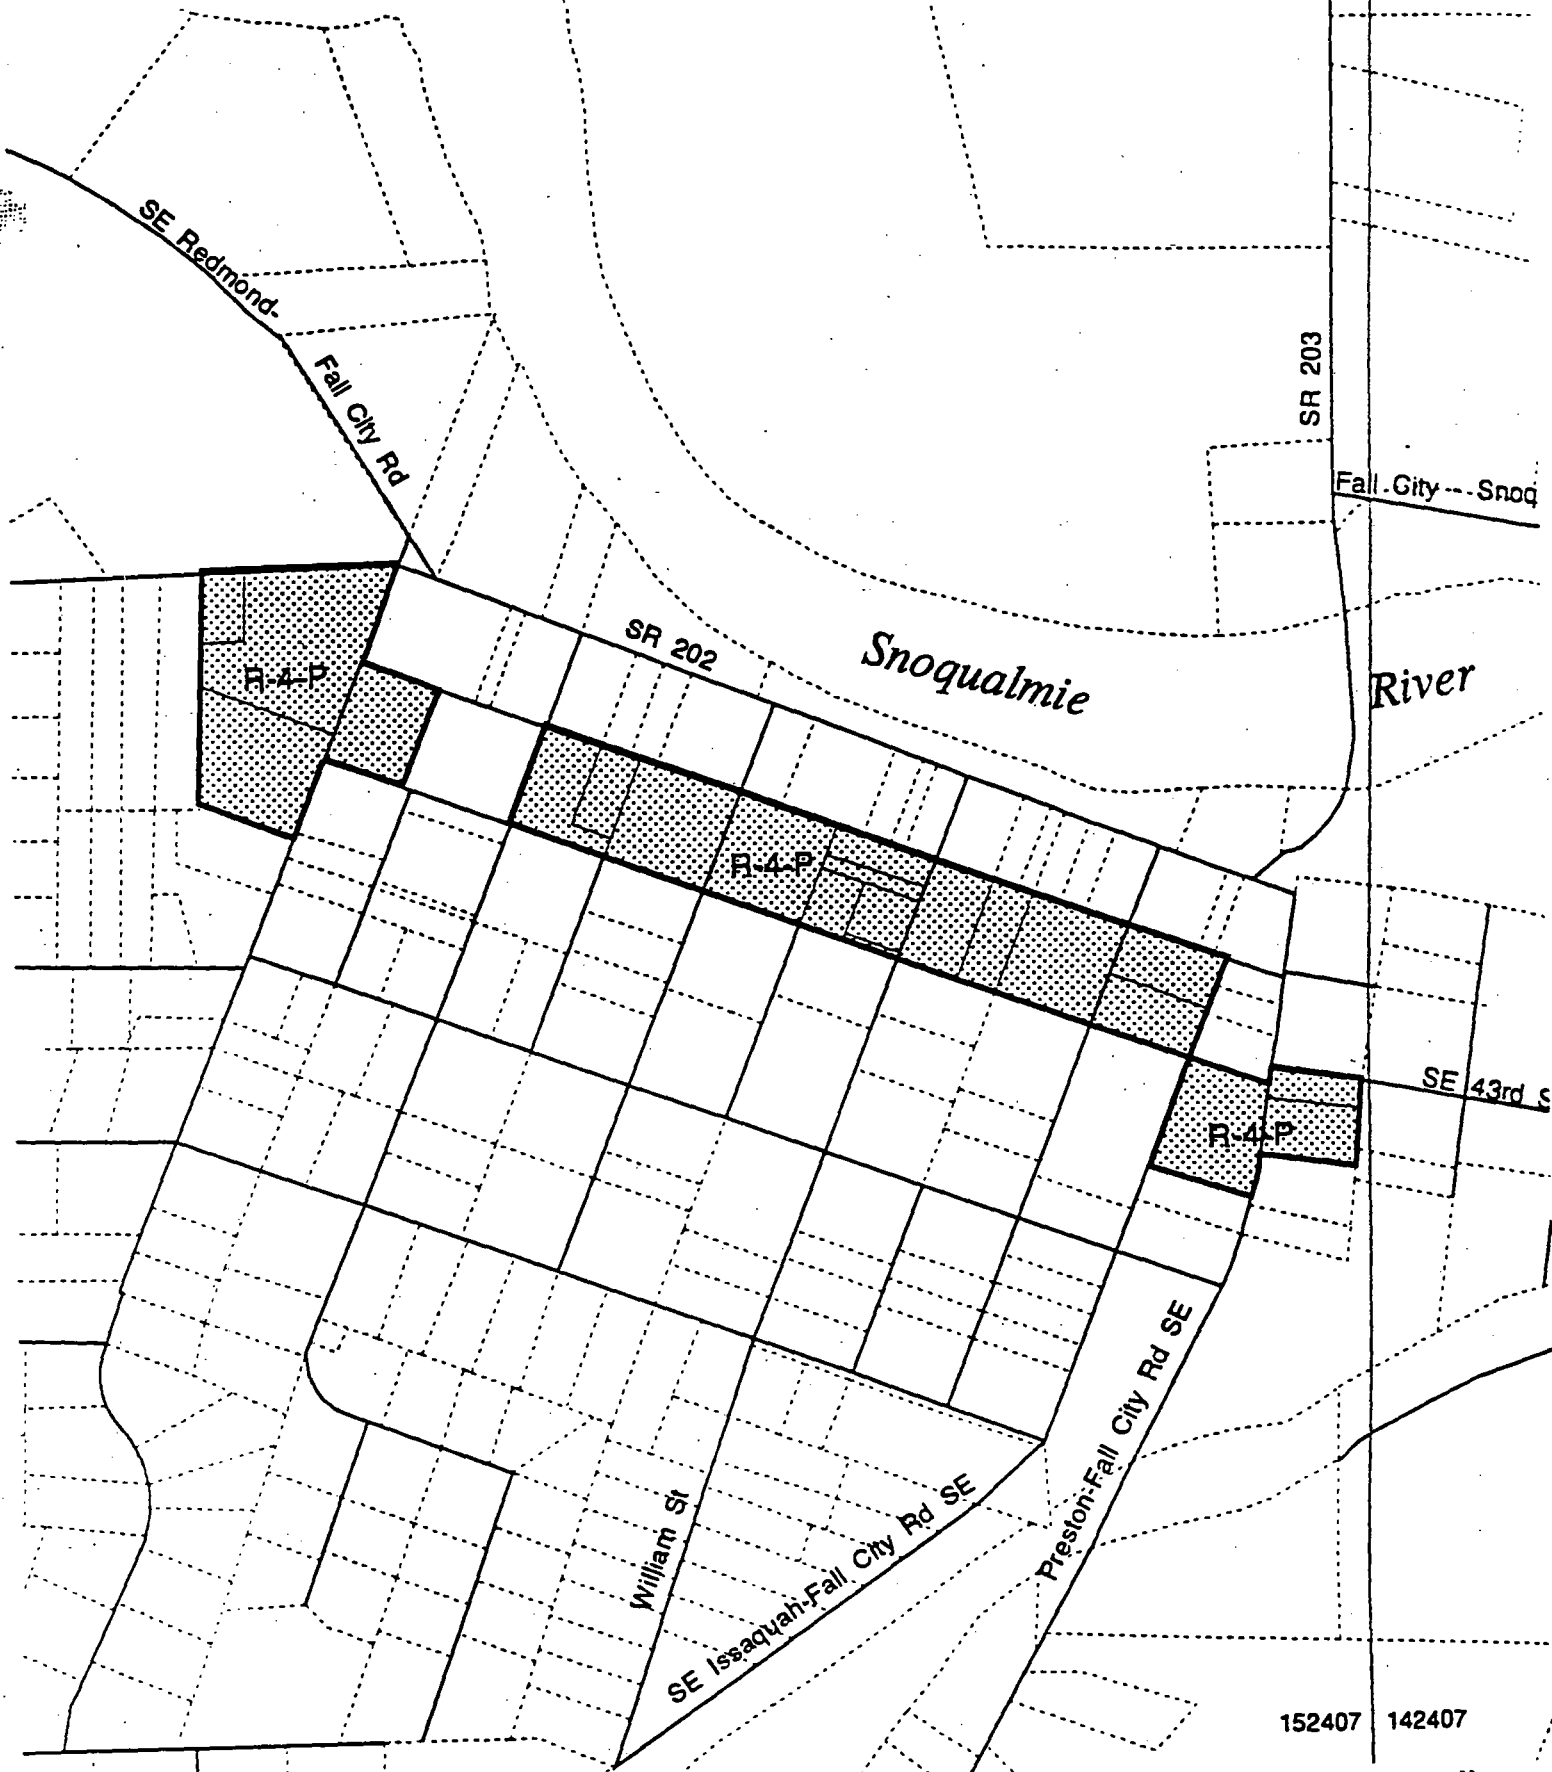 SE Redmond-
Fall City Rd
SR 203
Fall City Snoq
SR 202
Snoqualmie
River
R-4-P
R-4-P
SE 43rd S
R-4-P
Preston-Fall City Rd SE
William St
SE Issaquah-Fall City Rd SE
152407 142407